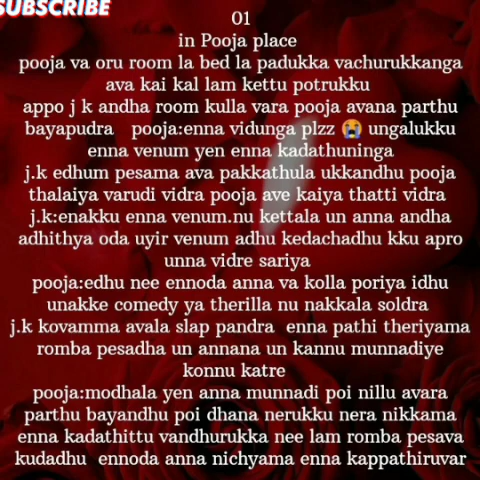 SUBSCRIBE
01
in Pooja place
pooja va oru room la bed la padukka vachurukkanga
ava kai kal lam kettu potrukku
appo j k andha room kulla vara pooja avana parthu
bayapudra pooja:enna vidunga plzz 😭 ungalukku
enna venum yen enna kadathuninga
j.k edhum pesama ava pakkathula ukkandhu pooja
thalaiya varudi vidra pooja ave kaiya thatti vidra
j.k:enakku enna venum.nu kettala un anna andha
adhithya oda uyir venum adhu kedachadhu kku apro
unna vidre sariya
pooja:edhu nee ennoda anna va kolla poriya idhu
unakke comedy ya therilla nu nakkala soldra
j.k kovamma avala slap pandra enna pathi theriyama
romba pesadha un annana un kannu munnadiye
konnu katre
pooja:modhala yen anna munnadi poi nillu avara
parthu bayandhu poi dhana nerukku nera nikkama
enna kadathittu vandhurukka nee lam romba pesava
kudadhu ennoda anna nichyama enna kappathiruvar